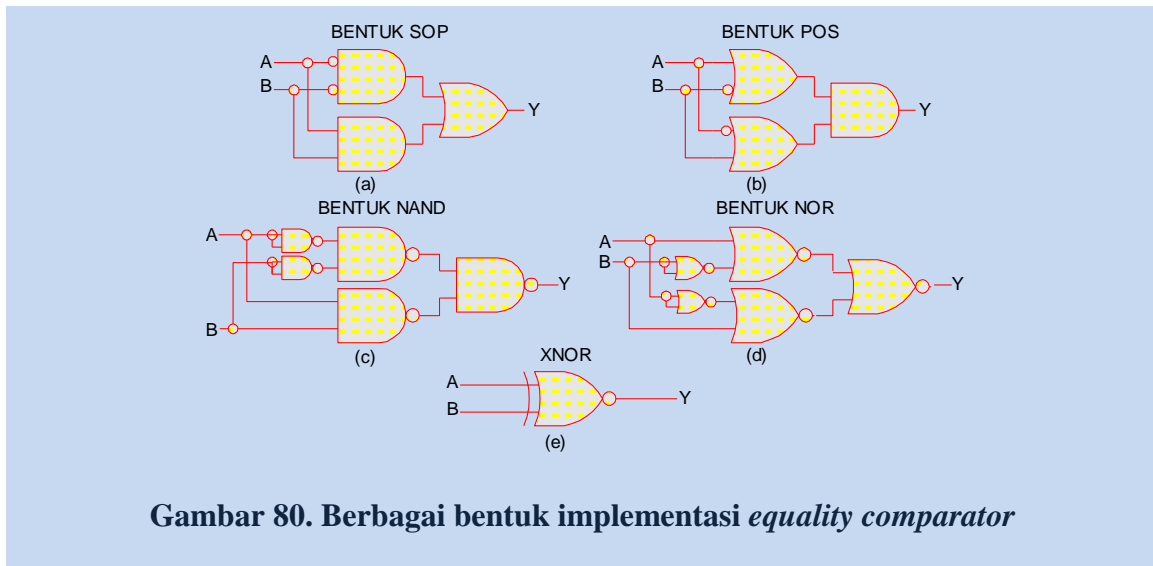 BENTUK SOP
A
B
Y
(a)
BENTUK POS
A
B
Y
(b)
BENTUK NAND
A
B
Y
(c)
BENTUK NOR
A
B
Y
(d)
XNOR
A
B
Y
(e)
Gambar 80. Berbagai bentuk implementasi equality comparator